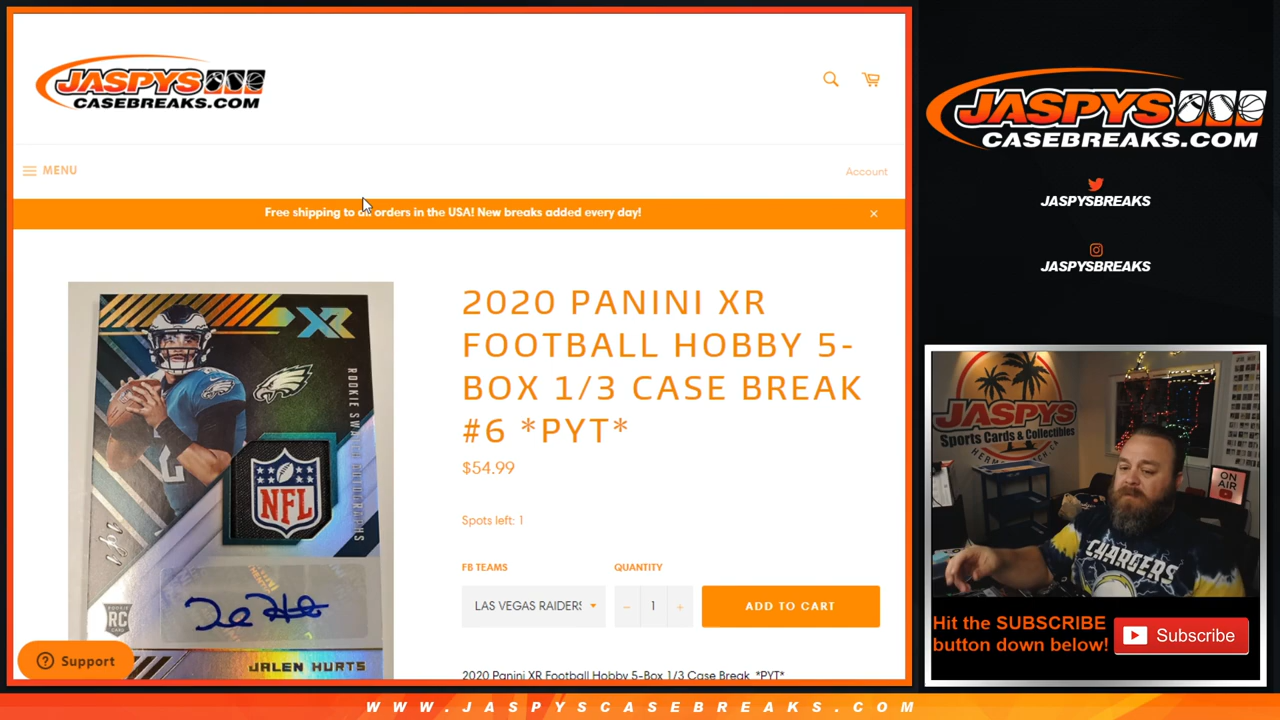 JASPYS
CASEBREAKS.COM
MENU
Account
Free shipping to all orders in the USA! New breaks added every day!
×
XR
ROOKIE
NFL
1/1
RC
JALEN HURTS
Support
2020 PANINI XR
FOOTBALL HOBBY 5-
BOX 1/3 CASE BREAK
#6 *PYT*
$54.99
Spots left: 1
FB TEAMS
QUANTITY
LAS VEGAS RAIDERS
− 1 +
ADD TO CART
2020 Panini XR Football Hobby 5-Box 1/3 Case Break *PYT*
JASPYS
CASEBREAKS.COM
JASPYSBREAKS
JASPYSBREAKS
JASPYS
Sports Cards & Collectibles
ON
AIR
CHARGERS
Hit the SUBSCRIBE
button down below!
Subscribe
WWW.JASPYSCASEBREAKS.COM